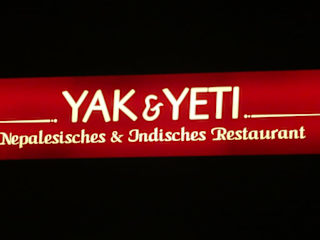 YAK & YETI
Nepalesisches & Indisches Restaurant